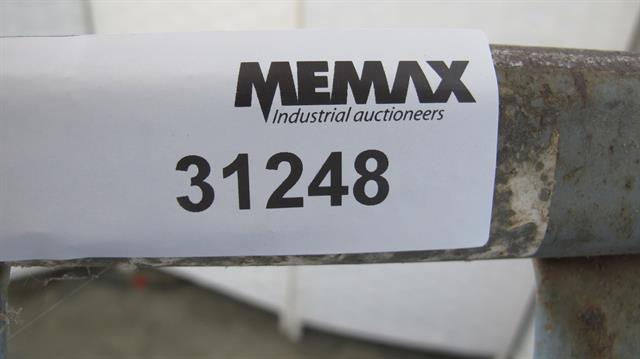 MEMAX
Industrial auctioneers
31248